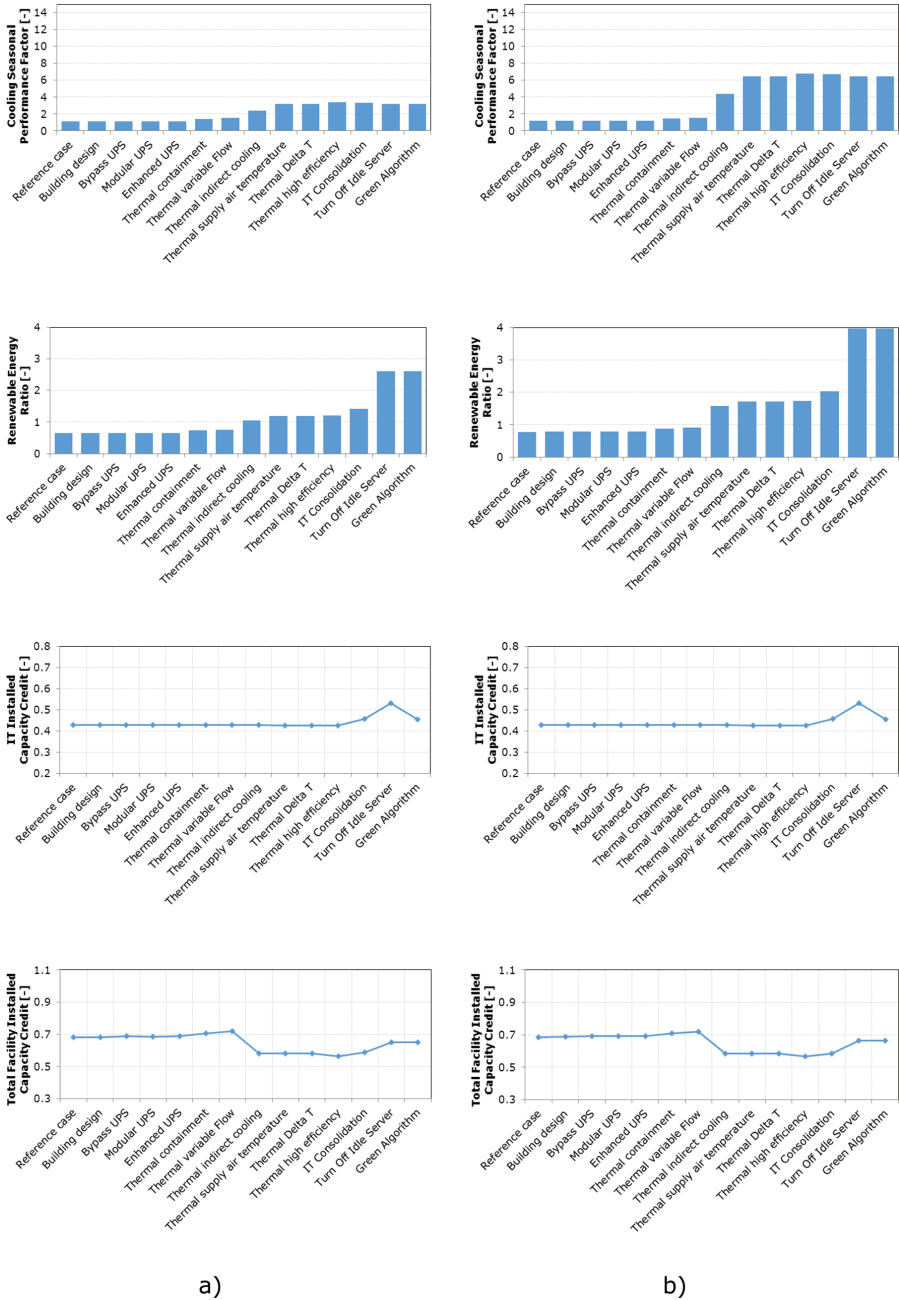 Cooling Seasonal
Performance Factor [-]
14
12
10
8
6
4
2
0
Reference case
Building design
Bypass UPS
Modular UPS
Enhanced UPS
Thermal containment
Thermal variable Flow
Thermal indirect cooling
Thermal supply air temperature
Thermal Delta T
Thermal high efficiency
IT Consolidation
Turn Off Idle Server
Green Algorithm
Cooling Seasonal
Performance Factor [-]
14
12
10
8
6
4
2
0
Reference case
Building design
Bypass UPS
Modular UPS
Enhanced UPS
Thermal containment
Thermal variable Flow
Thermal indirect cooling
Thermal supply air temperature
Thermal Delta T
Thermal high efficiency
IT Consolidation
Turn Off Idle Server
Green Algorithm
Renewable Energy
Ratio [-]
4
3
2
1
0
Reference case
Building design
Bypass UPS
Modular UPS
Enhanced UPS
Thermal containment
Thermal variable Flow
Thermal indirect cooling
Thermal supply air temperature
Thermal Delta T
Thermal high efficiency
IT Consolidation
Turn Off Idle Server
Green Algorithm
Renewable Energy
Ratio [-]
4
3
2
1
0
Reference case
Building design
Bypass UPS
Modular UPS
Enhanced UPS
Thermal containment
Thermal variable Flow
Thermal indirect cooling
Thermal supply air temperature
Thermal Delta T
Thermal high efficiency
IT Consolidation
Turn Off Idle Server
Green Algorithm
IT Installed
Capacity Credit [-]
0.8
0.7
0.6
0.5
0.4
0.3
0.2
Reference case
Building design
Bypass UPS
Modular UPS
Enhanced UPS
Thermal containment
Thermal variable Flow
Thermal indirect cooling
Thermal supply air temperature
Thermal Delta T
Thermal high efficiency
IT Consolidation
Turn Off Idle Server
Green Algorithm
IT Installed
Capacity Credit [-]
0.8
0.7
0.6
0.5
0.4
0.3
0.2
Reference case
Building design
Bypass UPS
Modular UPS
Enhanced UPS
Thermal containment
Thermal variable Flow
Thermal indirect cooling
Thermal supply air temperature
Thermal Delta T
Thermal high efficiency
IT Consolidation
Turn Off Idle Server
Green Algorithm
Total Facility Installed
Capacity Credit [-]
1.1
0.9
0.7
0.5
0.3
Reference case
Building design
Bypass UPS
Modular UPS
Enhanced UPS
Thermal containment
Thermal variable Flow
Thermal indirect cooling
Thermal supply air temperature
Thermal Delta T
Thermal high efficiency
IT Consolidation
Turn Off Idle Server
Green Algorithm
Total Facility Installed
Capacity Credit [-]
1.1
0.9
0.7
0.5
0.3
Reference case
Building design
Bypass UPS
Modular UPS
Enhanced UPS
Thermal containment
Thermal variable Flow
Thermal indirect cooling
Thermal supply air temperature
Thermal Delta T
Thermal high efficiency
IT Consolidation
Turn Off Idle Server
Green Algorithm
a)
b)